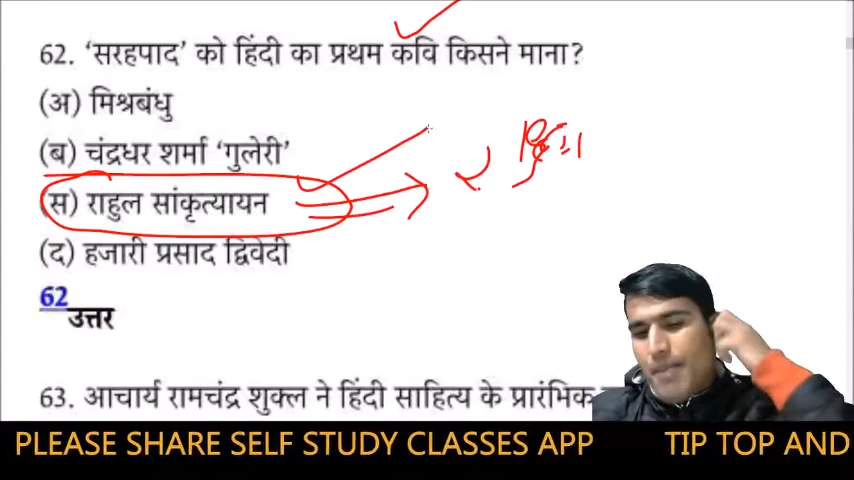 62. 'सरहपाद' को हिंदी का प्रथम कवि किसने माना?
(अ) मिश्रबंधु
(ब) चंद्रधर शर्मा 'गुलेरी'
(स) राहुल सांकृत्यायन
(द) हजारी प्रसाद द्विवेदी
62
उत्तर
63. आचार्य रामचंद्र शुक्ल ने हिंदी साहित्य के प्रारंभिक
PLEASE SHARE SELF STUDY CLASSES APP TIP TOP AND